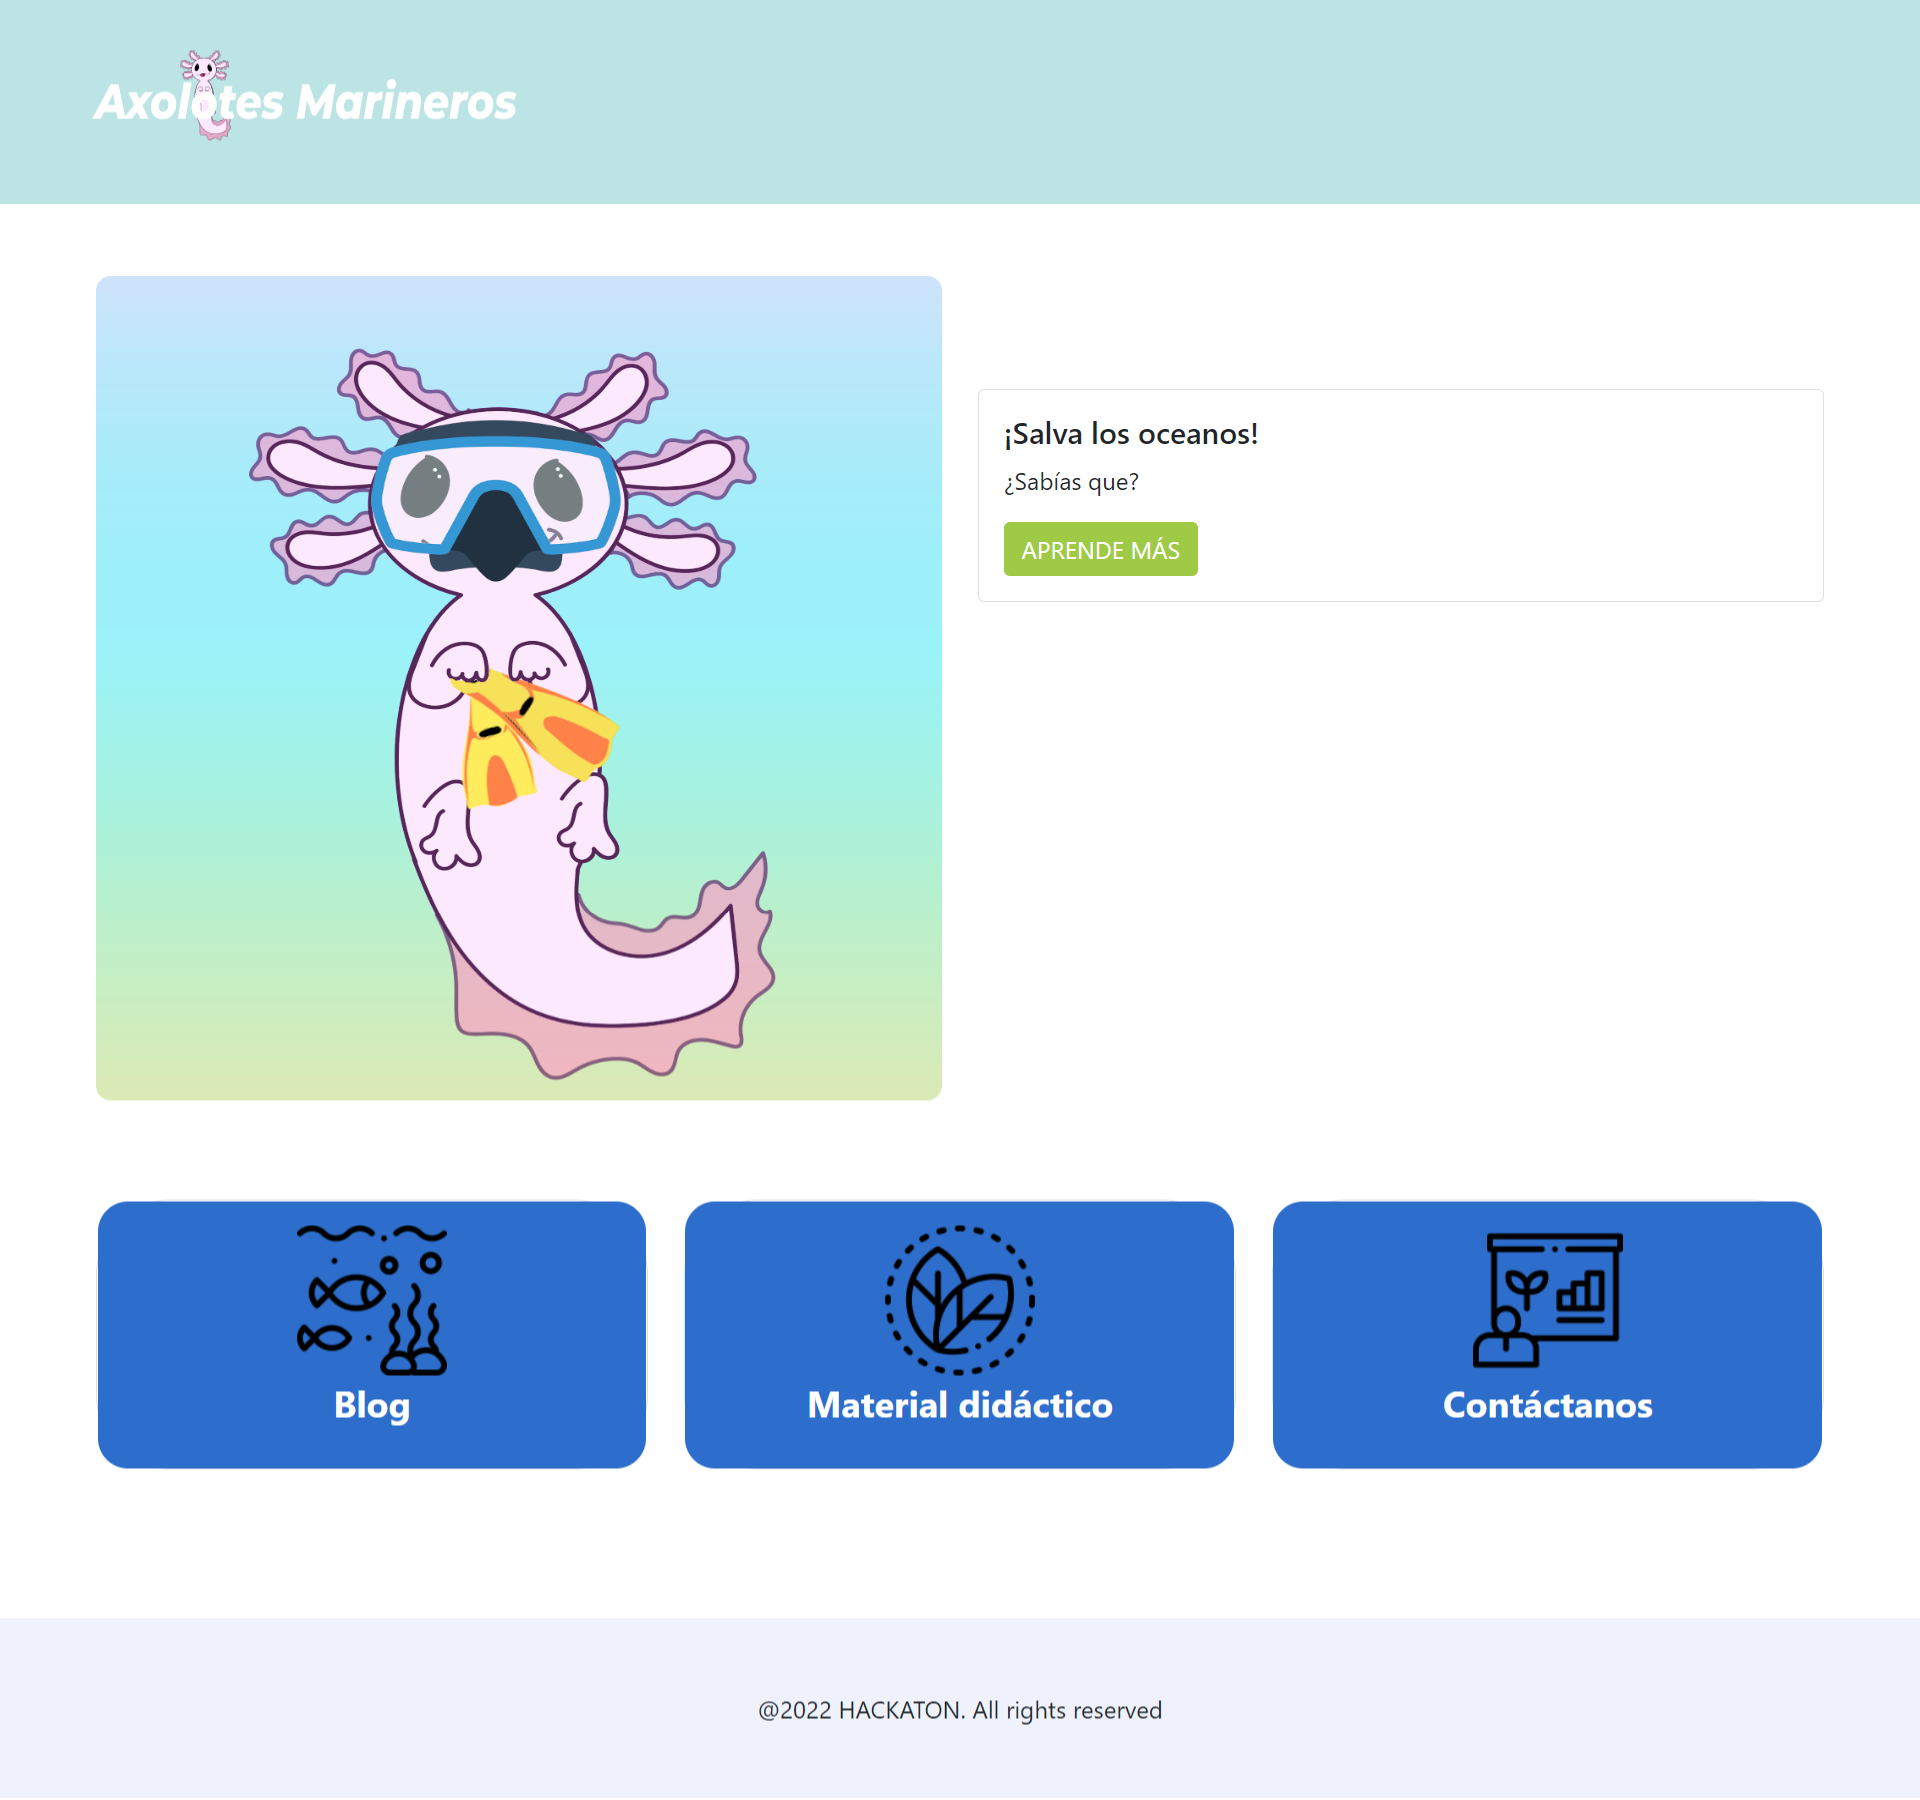 Axolotes Marineros
¡Salva los oceanos!
¿Sabías que?
APRENDE MÁS
Blog
Material didáctico
Contáctanos
@2022 HACKATON. All rights reserved